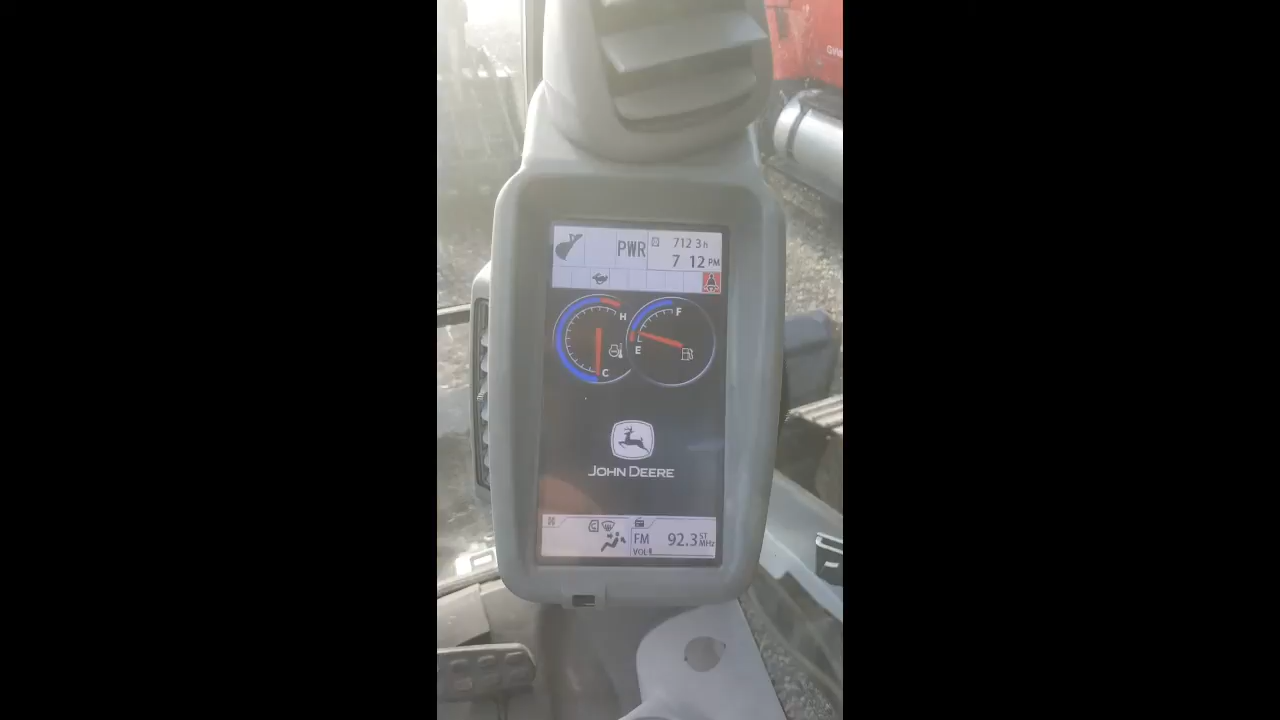 PWR
712 3h
7 12 PM
H
F
E
C
JOHN DEERE
FM 92.3 ST MHz
VOL